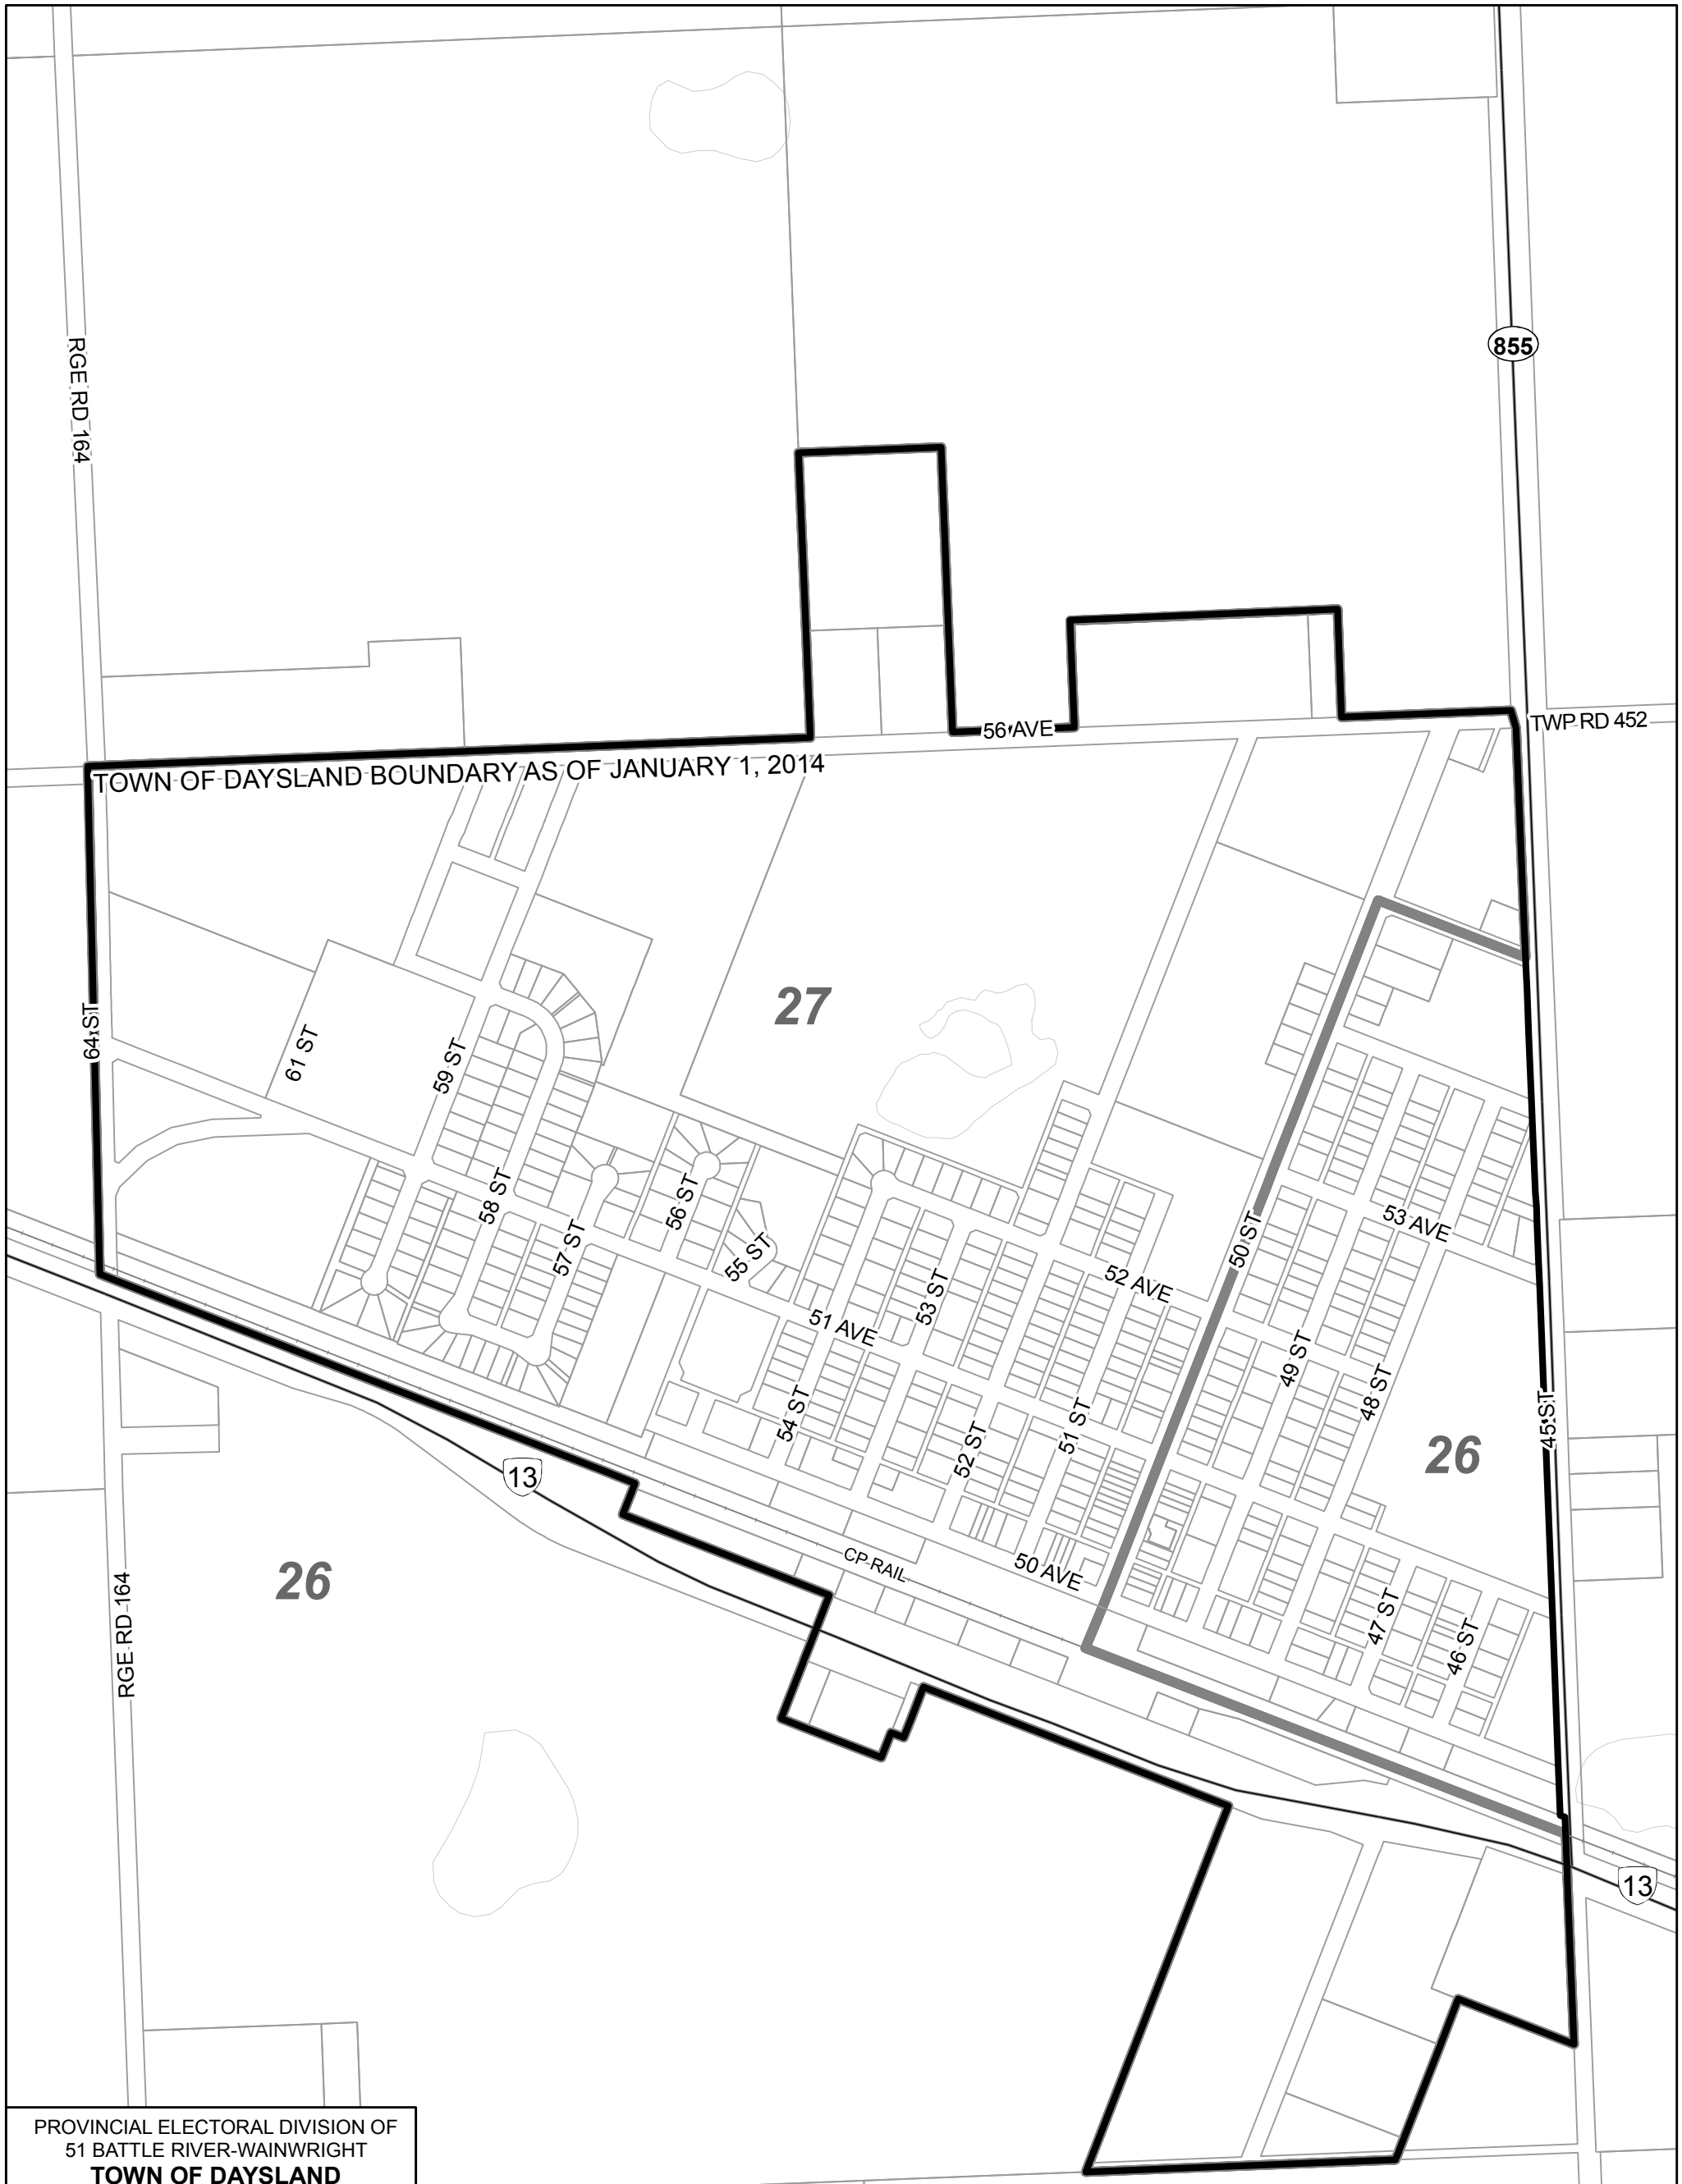 RGE RD 164
855
56 AVE
TWP RD 452
TOWN OF DAYSLAND BOUNDARY AS OF JANUARY 1, 2014
27
64 ST
61 ST
59 ST
58 ST
57 ST
56 ST
55 ST
53 ST
52 AVE
50 ST
53 AVE
51 AVE
54 ST
52 ST
51 ST
49 ST
48 ST
45 ST
26
13
CP RAIL
50 AVE
26
47 ST
46 ST
RGE RD 164
13
PROVINCIAL ELECTORAL DIVISION OF
51 BATTLE RIVER-WAINWRIGHT
TOWN OF DAYSLAND